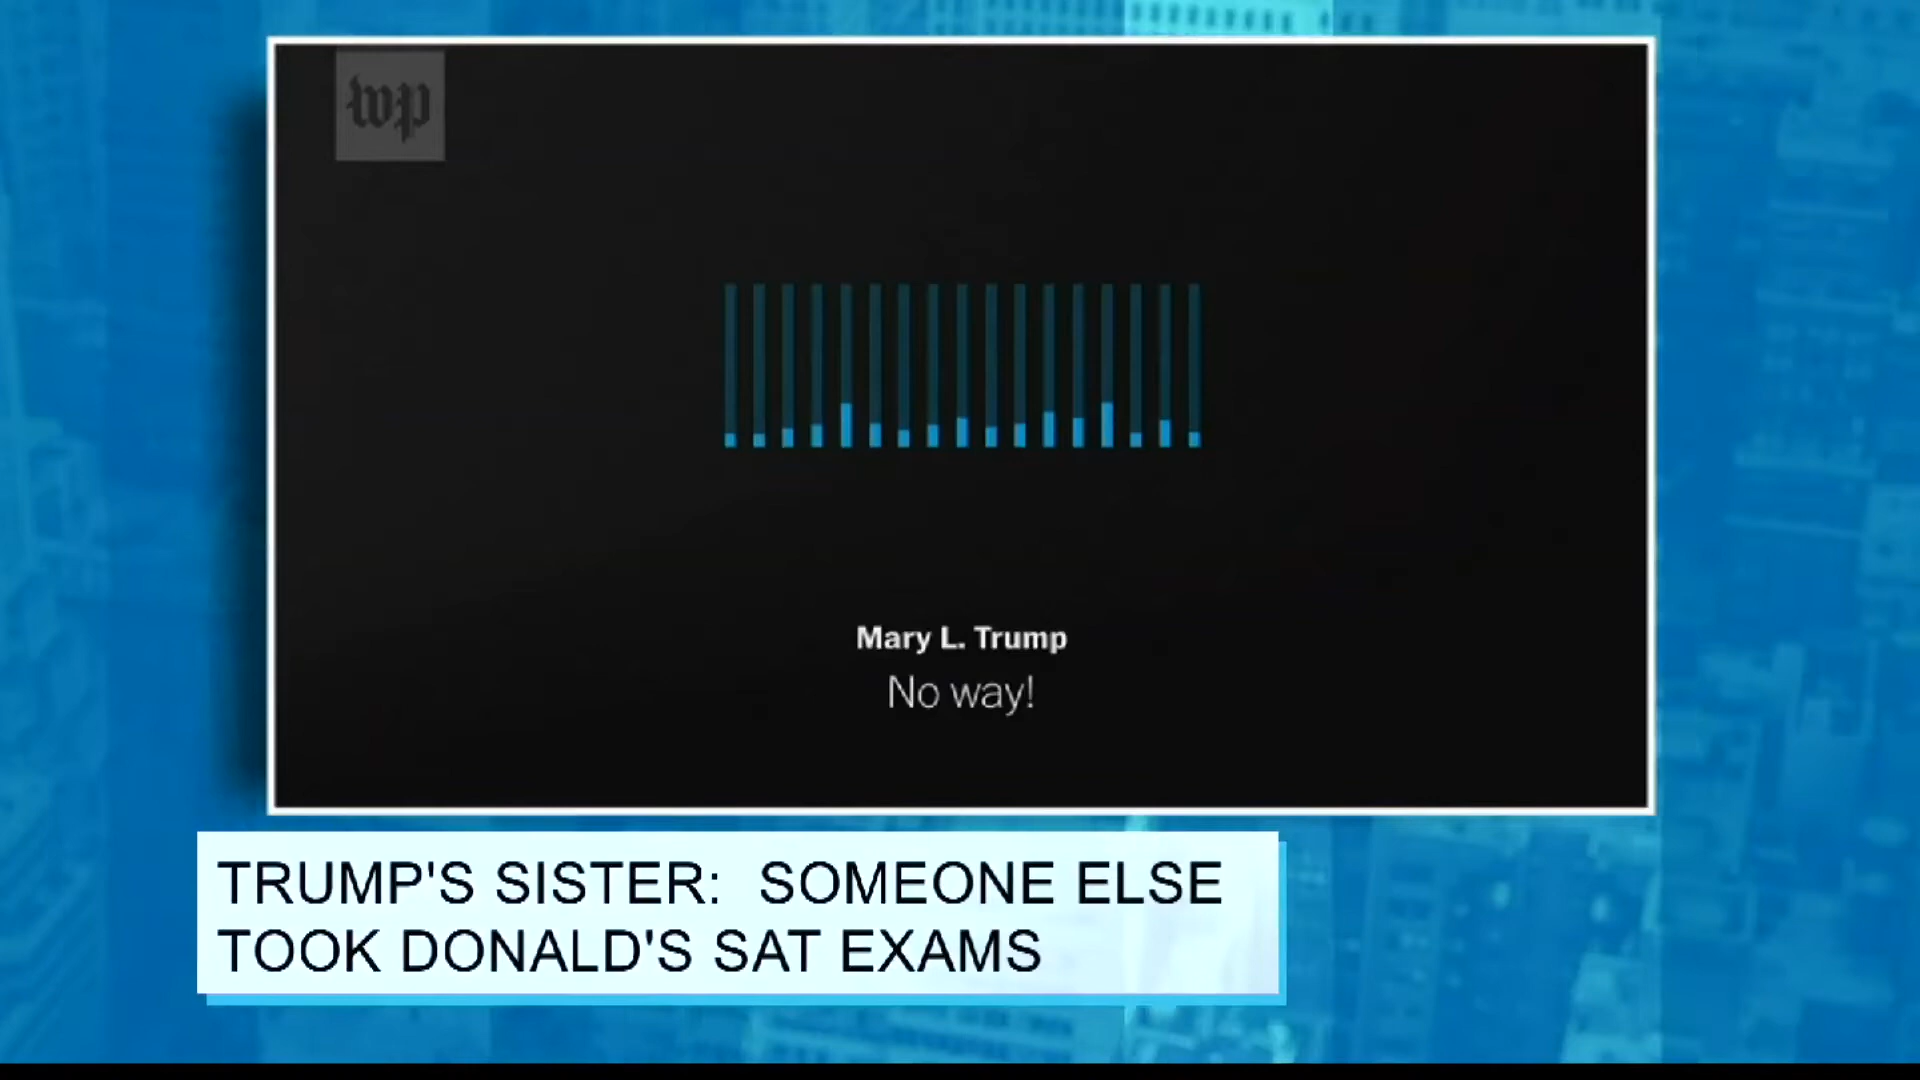 wp
Mary L. Trump
No way!
TRUMP'S SISTER: SOMEONE ELSE
TOOK DONALD'S SAT EXAMS